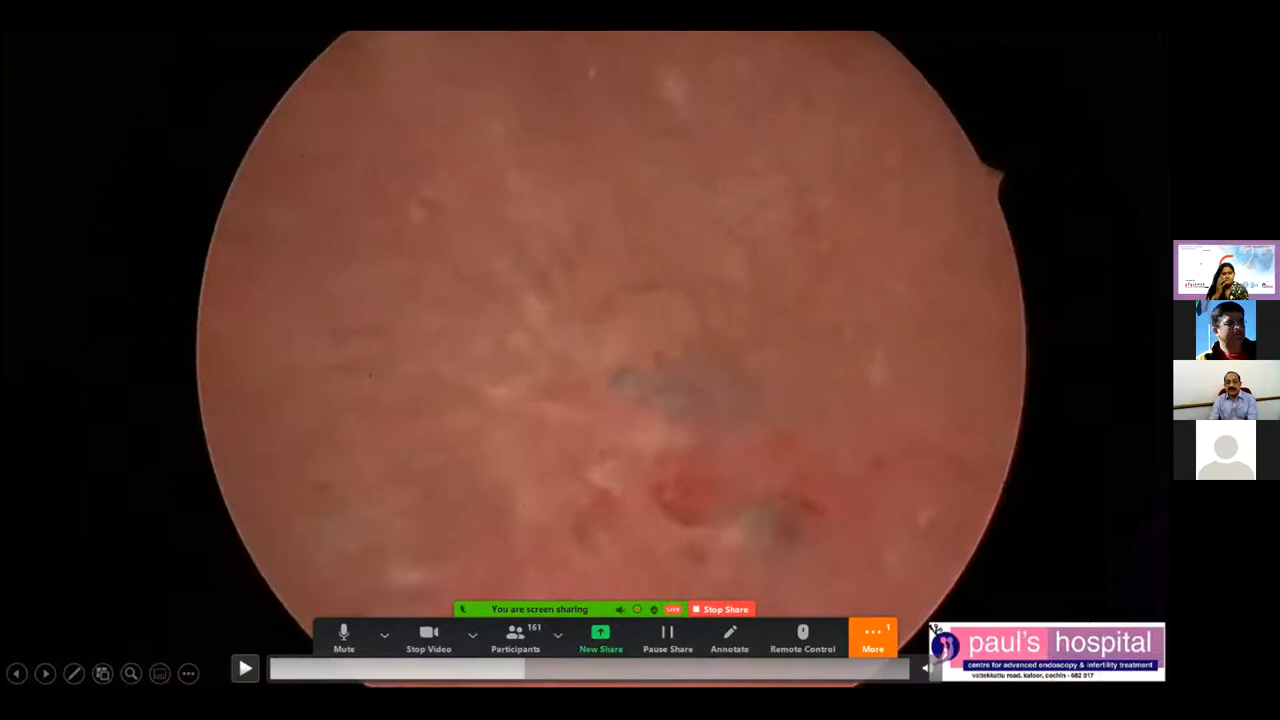 You are screen sharing
LIVE
Stop Share
Mute
Stop Video
161
Participants
New Share
Pause Share
Annotate
Remote Control
1
More
paul's hospital
centre for advanced endoscopy & infertility treatment
vattekkattu road, kaloor, cochin - 682 017